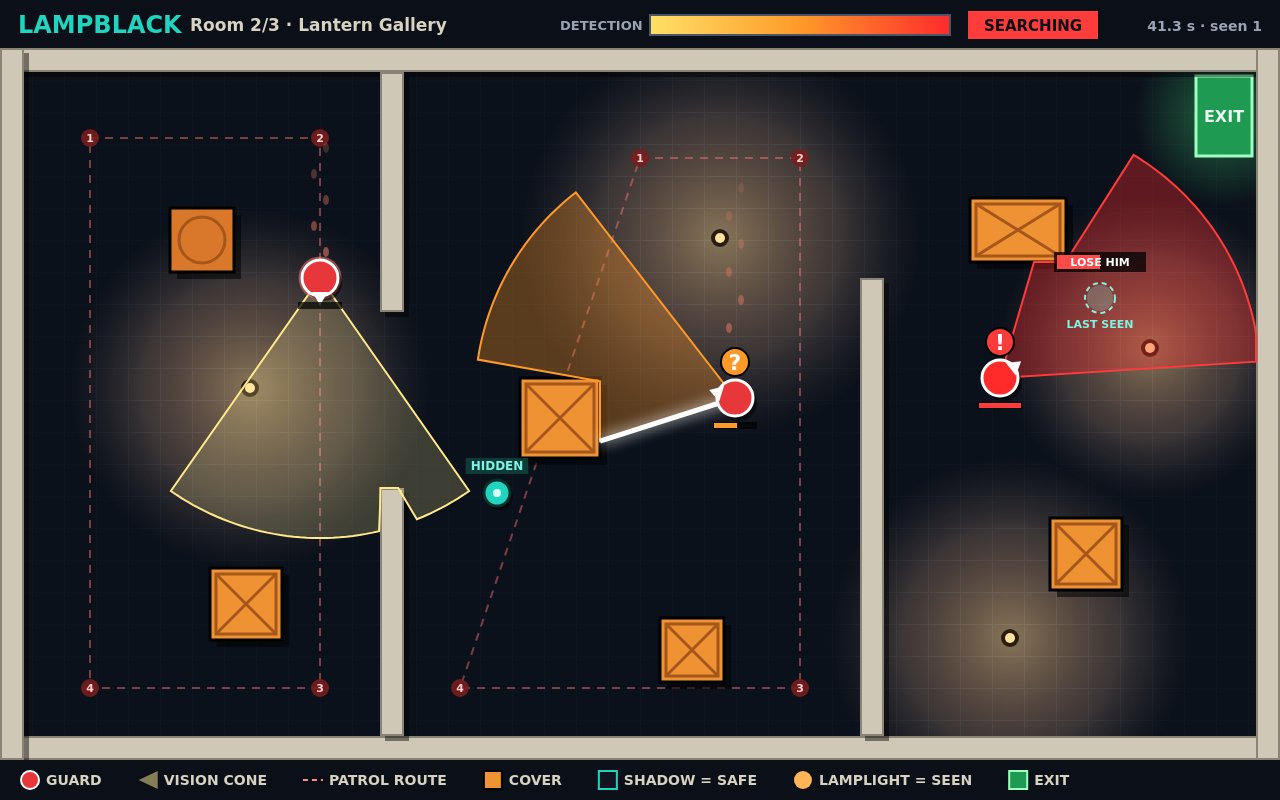 LAMPBLACK Room 2/3 · Lantern Gallery DETECTION SEARCHING 41.3 s · seen 1
EXIT
1 2
1 2
LOSE HIM
LAST SEEN
!
?
HIDDEN
4 3
4 3
GUARD VISION CONE PATROL ROUTE COVER SHADOW = SAFE LAMPLIGHT = SEEN EXIT